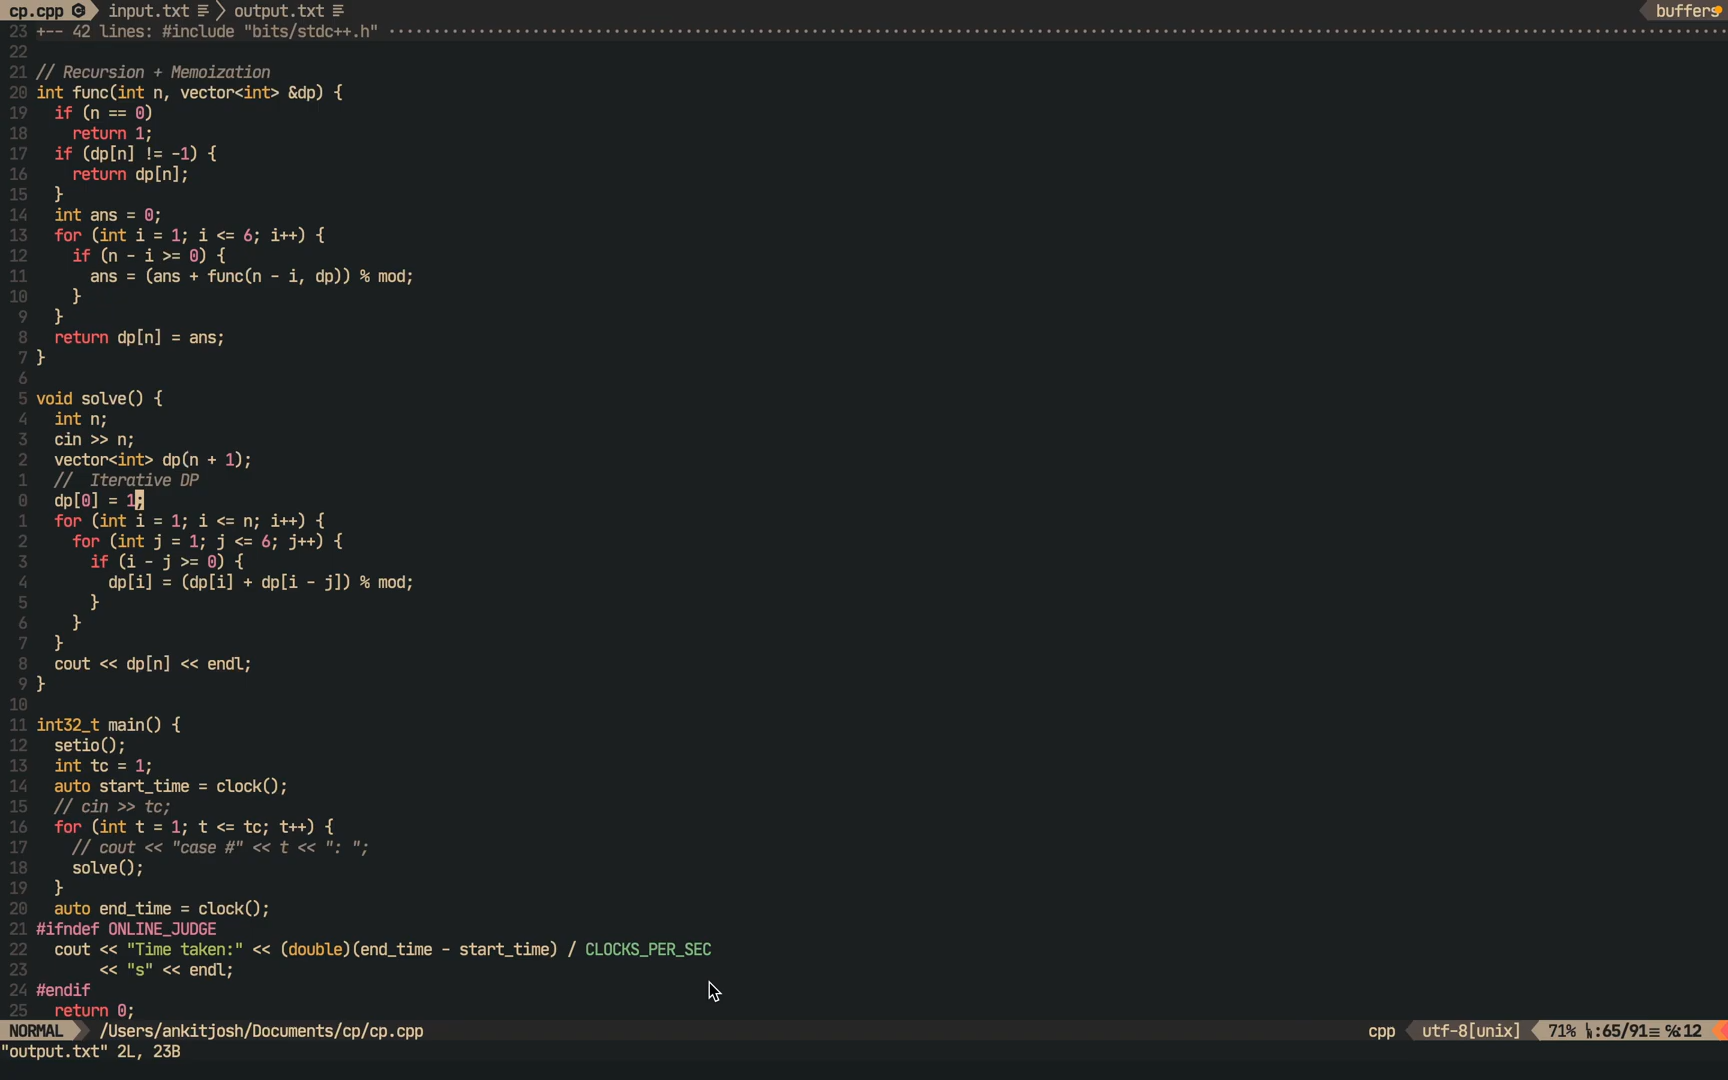 cp.cpp input.txt output.txt buffers
23 +-- 42 lines: #include "bits/stdc++.h" ····································································
22
21 // Recursion + Memoization
20 int func(int n, vector<int> &dp) {
19   if (n == 0)
18     return 1;
17   if (dp[n] != -1) {
16     return dp[n];
15   }
14   int ans = 0;
13   for (int i = 1; i <= 6; i++) {
12     if (n - i >= 0) {
11       ans = (ans + func(n - i, dp)) % mod;
10     }
9   }
8   return dp[n] = ans;
7 }
6
5 void solve() {
4   int n;
3   cin >> n;
2   vector<int> dp(n + 1);
1   //  Iterative DP
0   dp[0] = 1;
1   for (int i = 1; i <= n; i++) {
2     for (int j = 1; j <= 6; j++) {
3       if (i - j >= 0) {
4         dp[i] = (dp[i] + dp[i - j]) % mod;
5       }
6     }
7   }
8   cout << dp[n] << endl;
9 }
10
11 int32_t main() {
12   setio();
13   int tc = 1;
14   auto start_time = clock();
15   // cin >> tc;
16   for (int t = 1; t <= tc; t++) {
17     // cout << "case #" << t << ": ";
18     solve();
19   }
20   auto end_time = clock();
21 #ifndef ONLINE_JUDGE
22   cout << "Time taken:" << (double)(end_time - start_time) / CLOCKS_PER_SEC
23        << "s" << endl;
24 #endif
25   return 0;
NORMAL /Users/ankitjosh/Documents/cp/cp.cpp cpp utf-8[unix] 71% ㏑:65/91≡ ℅:12
"output.txt" 2L, 23B